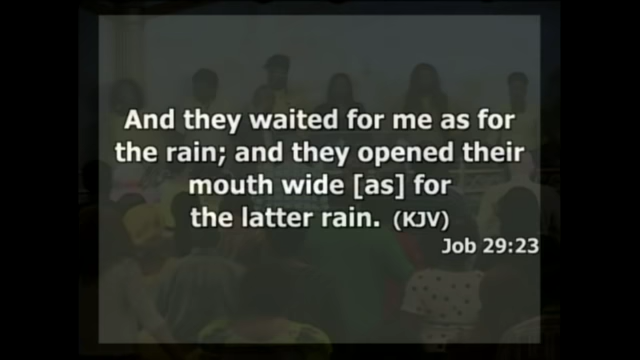 And they waited for me as for
the rain; and they opened their
mouth wide [as] for
the latter rain. (KJV)
Job 29:23